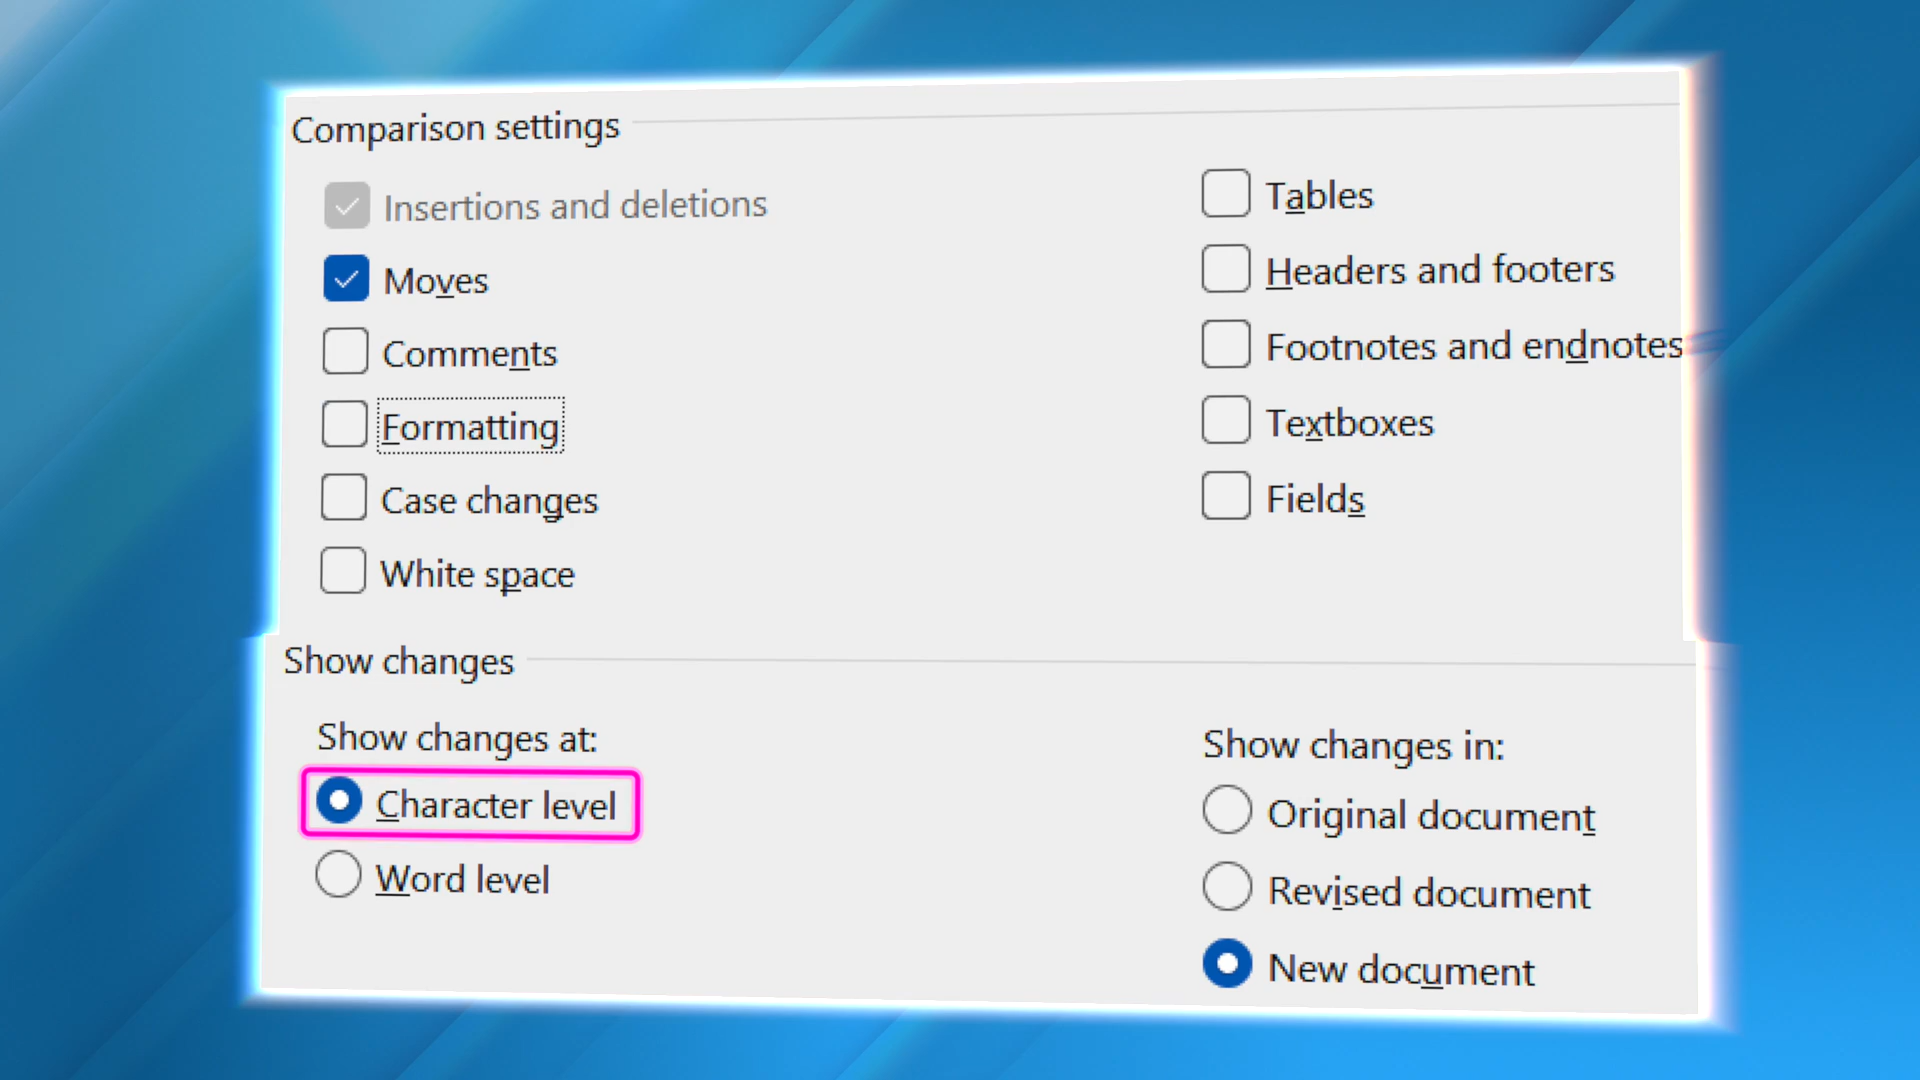 Comparison settings
Insertions and deletions
Moves
Comments
Formatting
Case changes
White space
Tables
Headers and footers
Footnotes and endnotes
Textboxes
Fields
Show changes
Show changes at:
Character level
Word level
Show changes in:
Original document
Revised document
New document